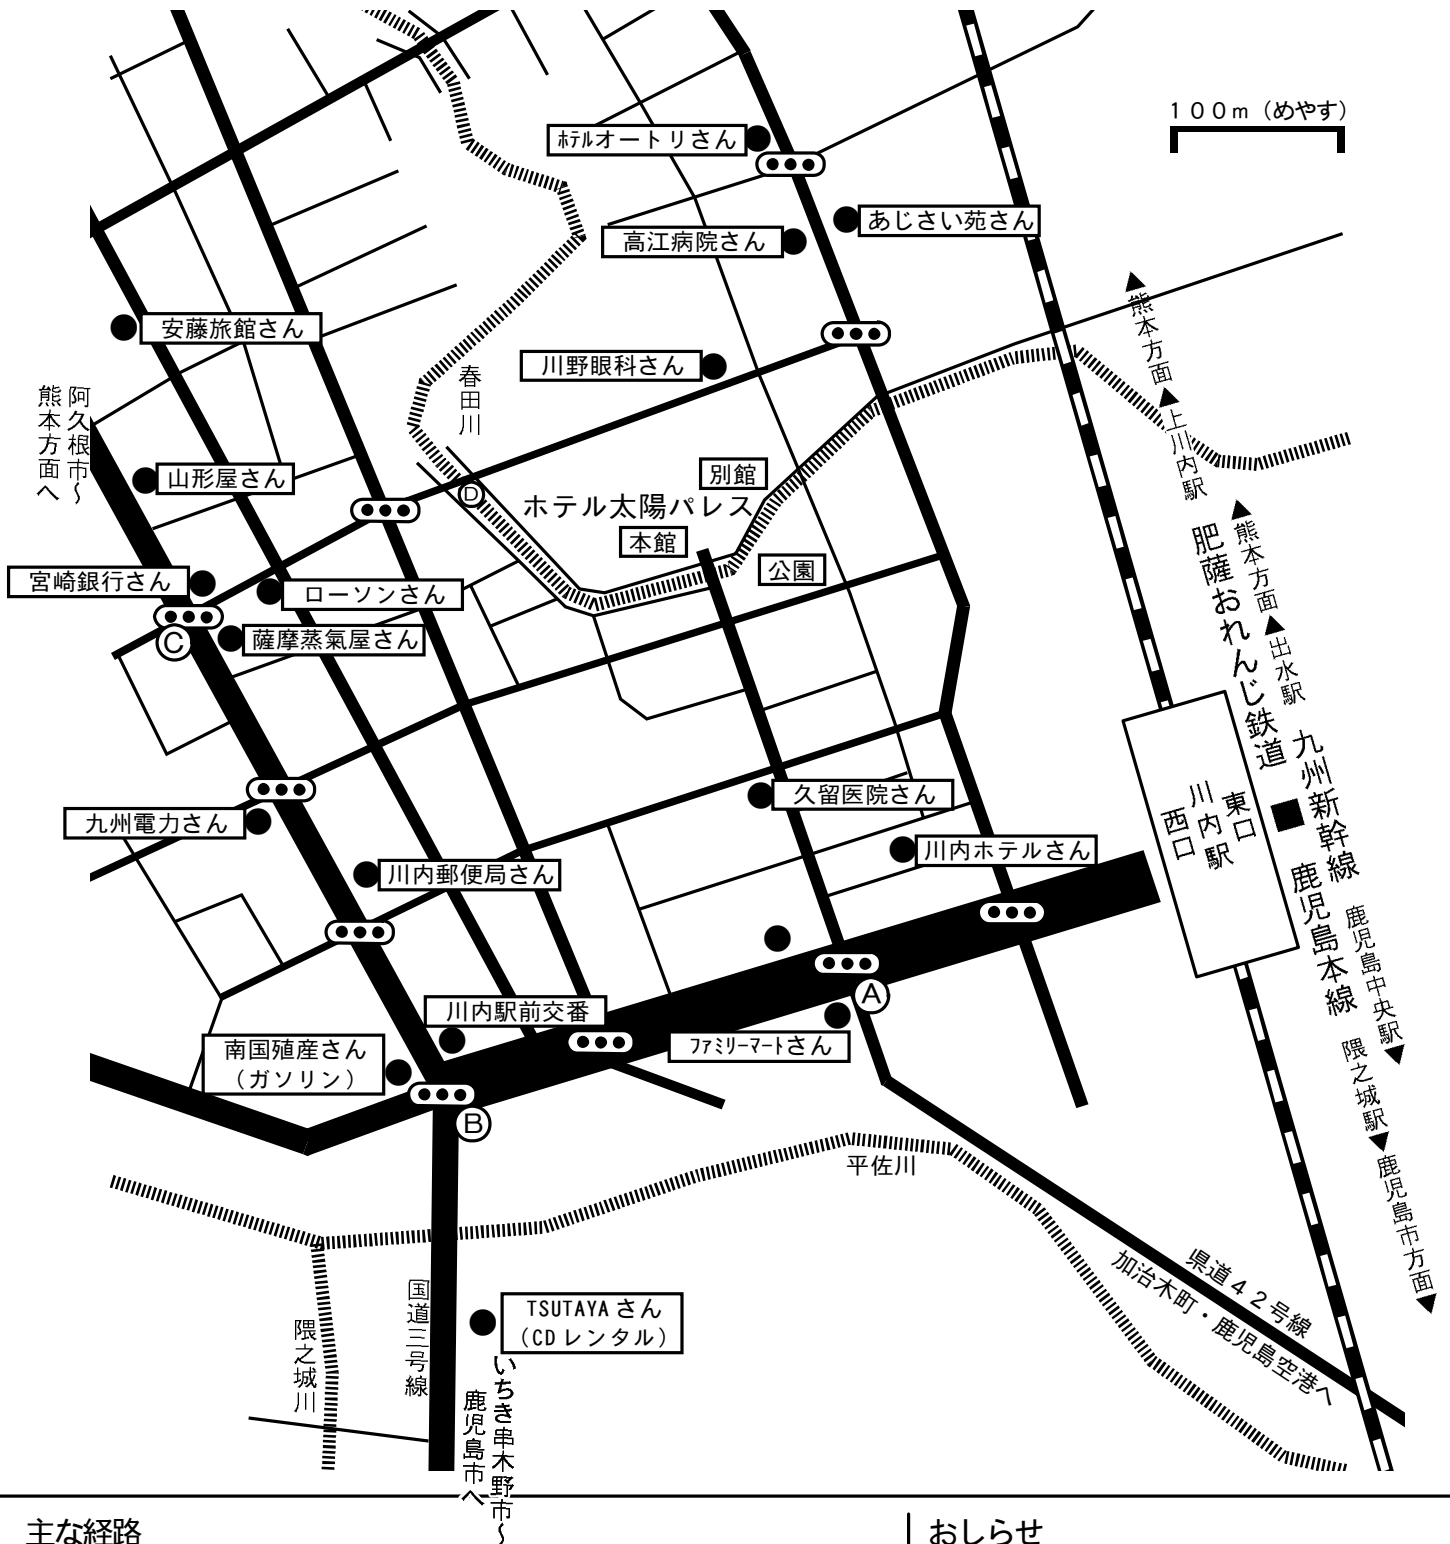 １００ｍ（めやす）
ﾎﾃﾙオートリさん
あじさい苑さん
高江病院さん
安藤旅館さん
川野眼科さん
春田川
阿久根市～
熊本方面へ
山形屋さん
別館
ホテル太陽パレス
本館
公園
Ⓓ
宮崎銀行さん
ローソンさん
薩摩蒸氣屋さん
Ⓒ
▲熊本方面▲上川内駅
肥薩おれんじ鉄道
▲熊本方面▲出水駅
九州新幹線
■
鹿児島本線
東口
川内駅
西口
鹿児島中央駅▼
隈之城駅▼鹿児島市方面▼
九州電力さん
久留医院さん
川内ホテルさん
川内郵便局さん
川内駅前交番
Ⓐ
ﾌｧﾐﾘｰﾏｰﾄさん
南国殖産さん
（ガソリン）
Ⓑ
平佐川
国道三号線
隈之城川
TSUTAYA さん
（CD レンタル）
県道４２号線
加治木町・鹿児島空港へ
いちき串木野市～
鹿児島市へ
主な経路
おしらせ